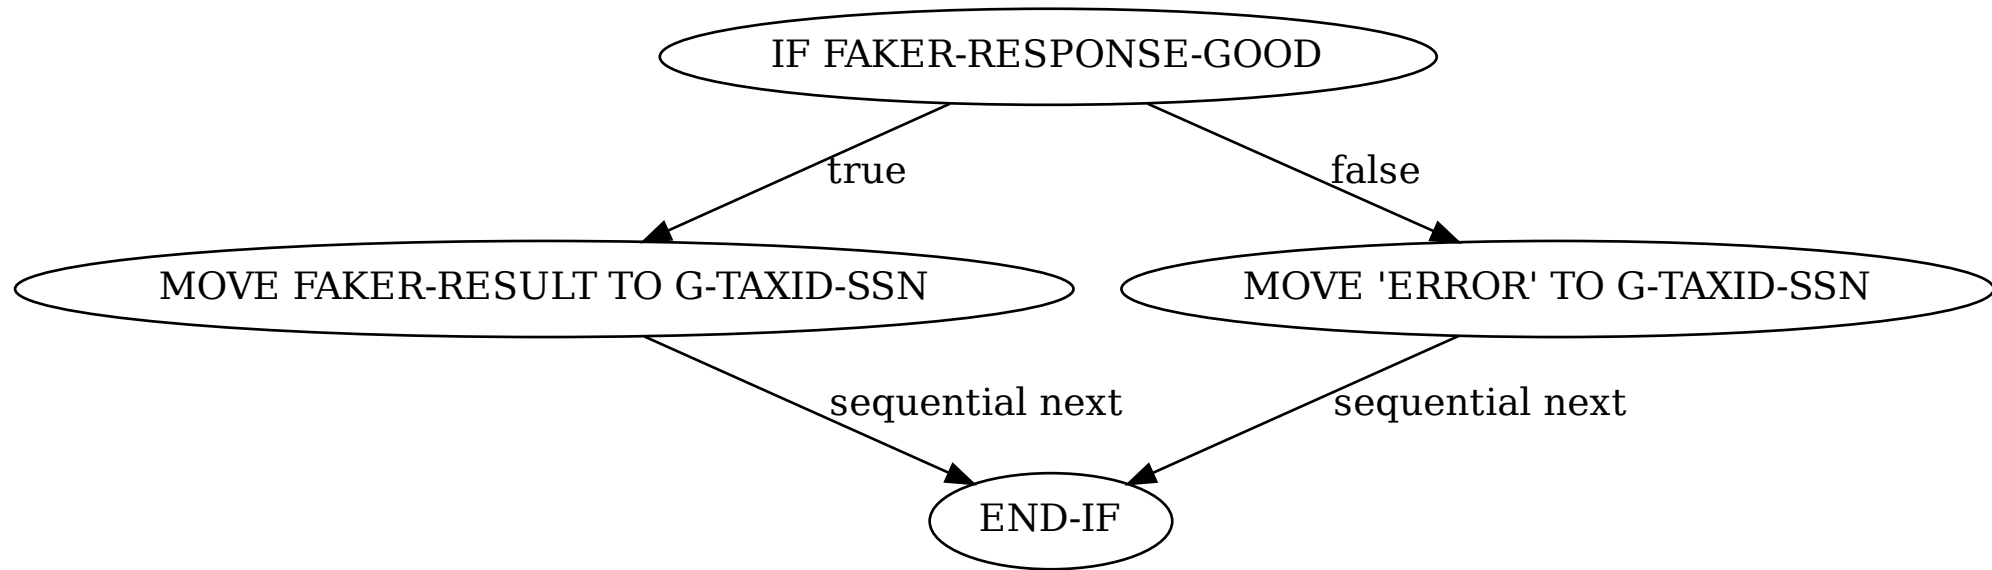 IF FAKER-RESPONSE-GOOD
true
false
MOVE FAKER-RESULT TO G-TAXID-SSN
MOVE 'ERROR' TO G-TAXID-SSN
sequential next
sequential next
END-IF